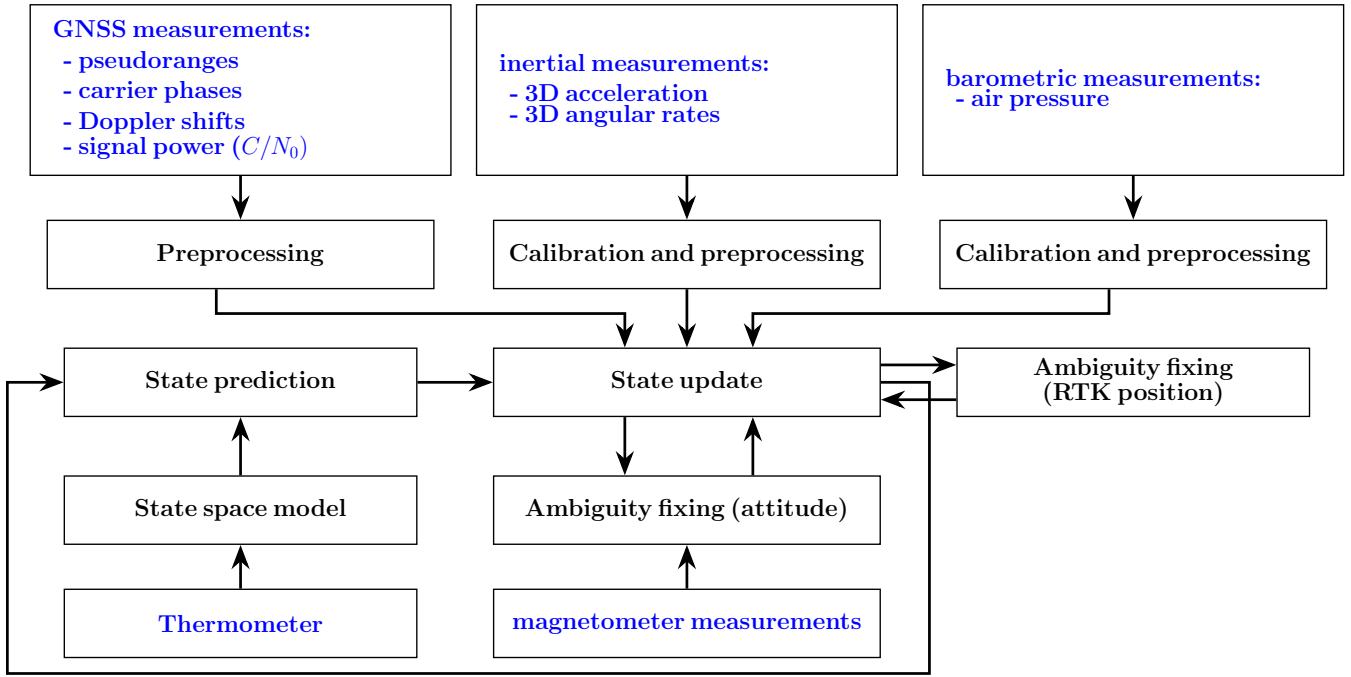 GNSS measurements:
- pseudoranges
- carrier phases
- Doppler shifts
- signal power (C/N₀)
inertial measurements:
- 3D acceleration
- 3D angular rates
barometric measurements:
- air pressure
Preprocessing
Calibration and preprocessing
Calibration and preprocessing
State prediction
State update
Ambiguity fixing
(RTK position)
State space model
Ambiguity fixing (attitude)
Thermometer
magnetometer measurements